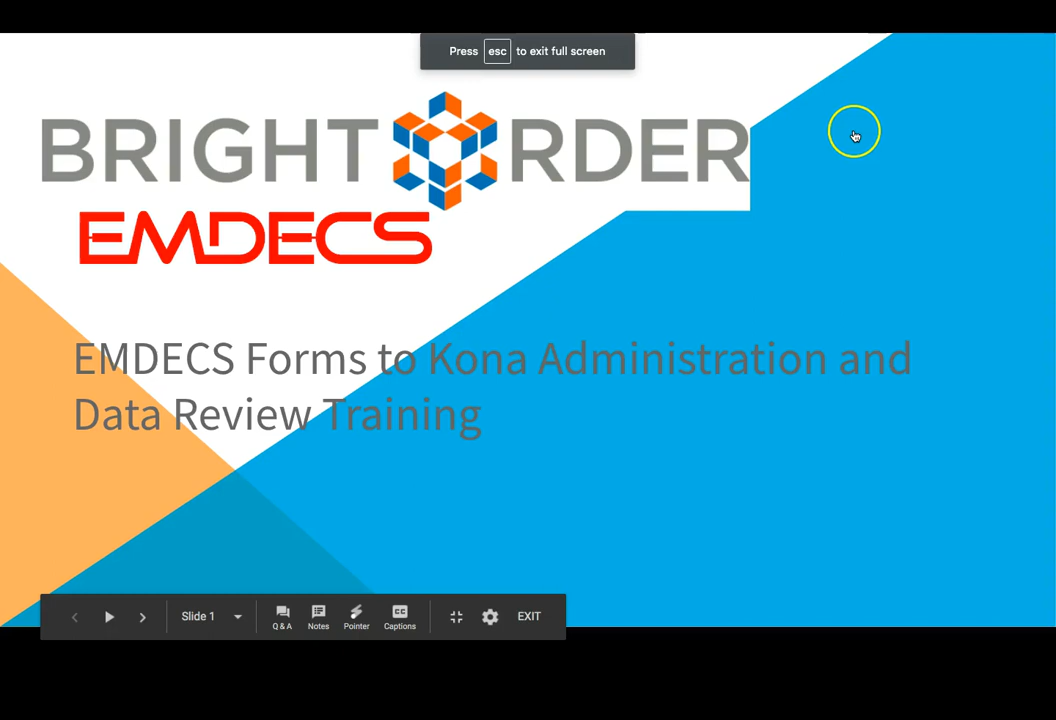 Press esc to exit full screen
BRIGHTORDER
EMDECS
EMDECS Forms to Kona Administration and
Data Review Training
Slide 1
Q & A Notes Pointer CC Captions EXIT